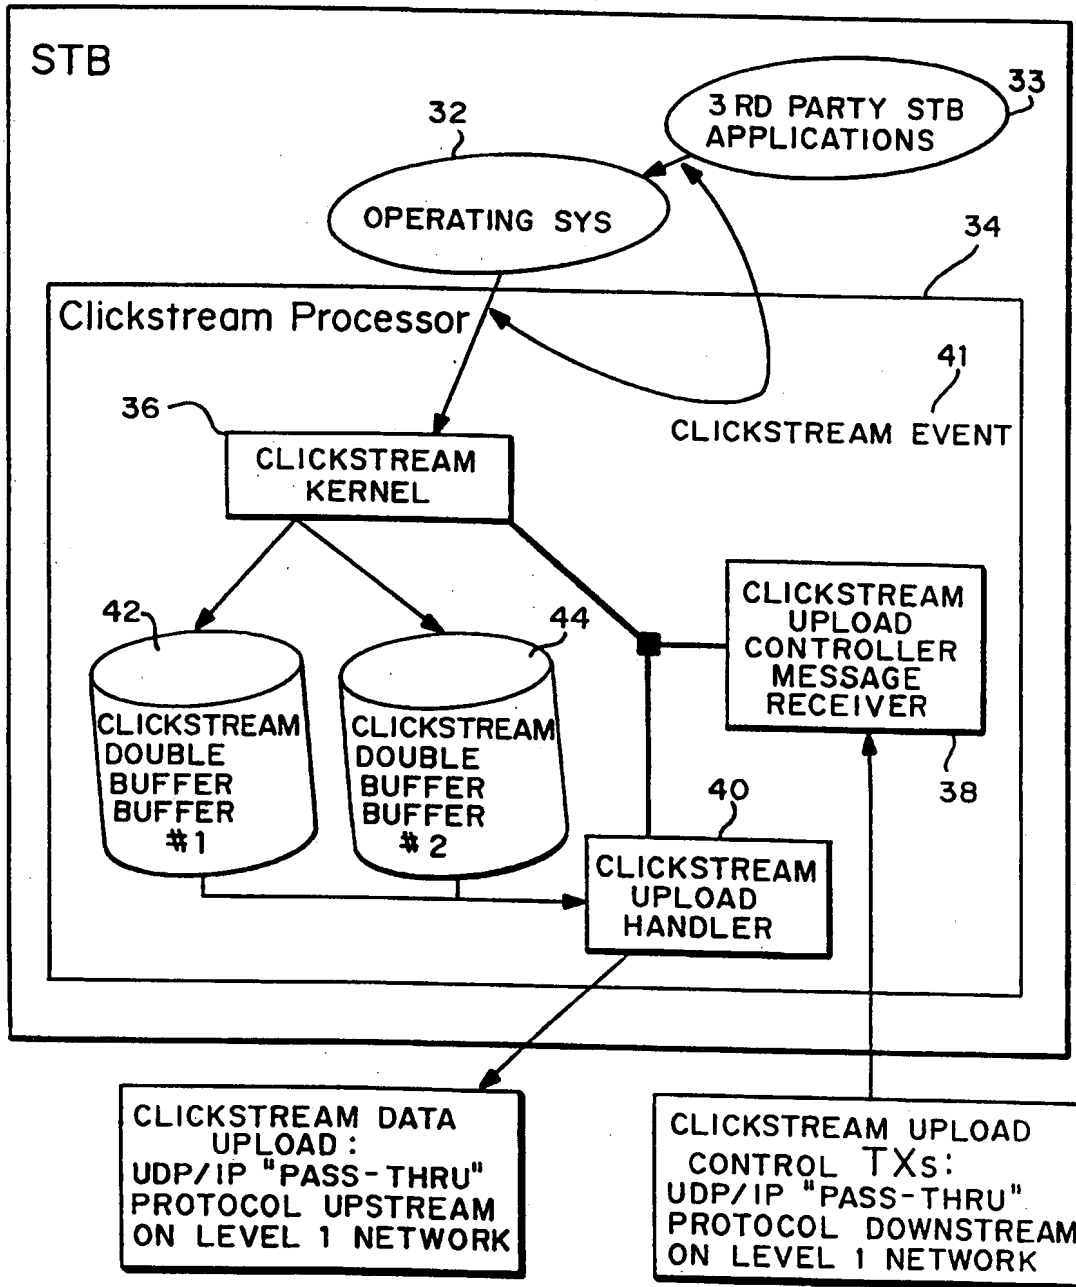 STB
33
3RD PARTY STB
APPLICATIONS
32
OPERATING SYS
34
Clickstream Processor
41
CLICKSTREAM EVENT
36
CLICKSTREAM
KERNEL
42
44
CLICKSTREAM
DOUBLE
BUFFER
BUFFER
#1
CLICKSTREAM
DOUBLE
BUFFER
BUFFER
#2
CLICKSTREAM
UPLOAD
CONTROLLER
MESSAGE
RECEIVER
38
40
CLICKSTREAM
UPLOAD
HANDLER
CLICKSTREAM DATA
UPLOAD:
UDP/IP "PASS-THRU"
PROTOCOL UPSTREAM
ON LEVEL 1 NETWORK
CLICKSTREAM UPLOAD
CONTROL TXs:
UDP/IP "PASS-THRU"
PROTOCOL DOWNSTREAM
ON LEVEL 1 NETWORK